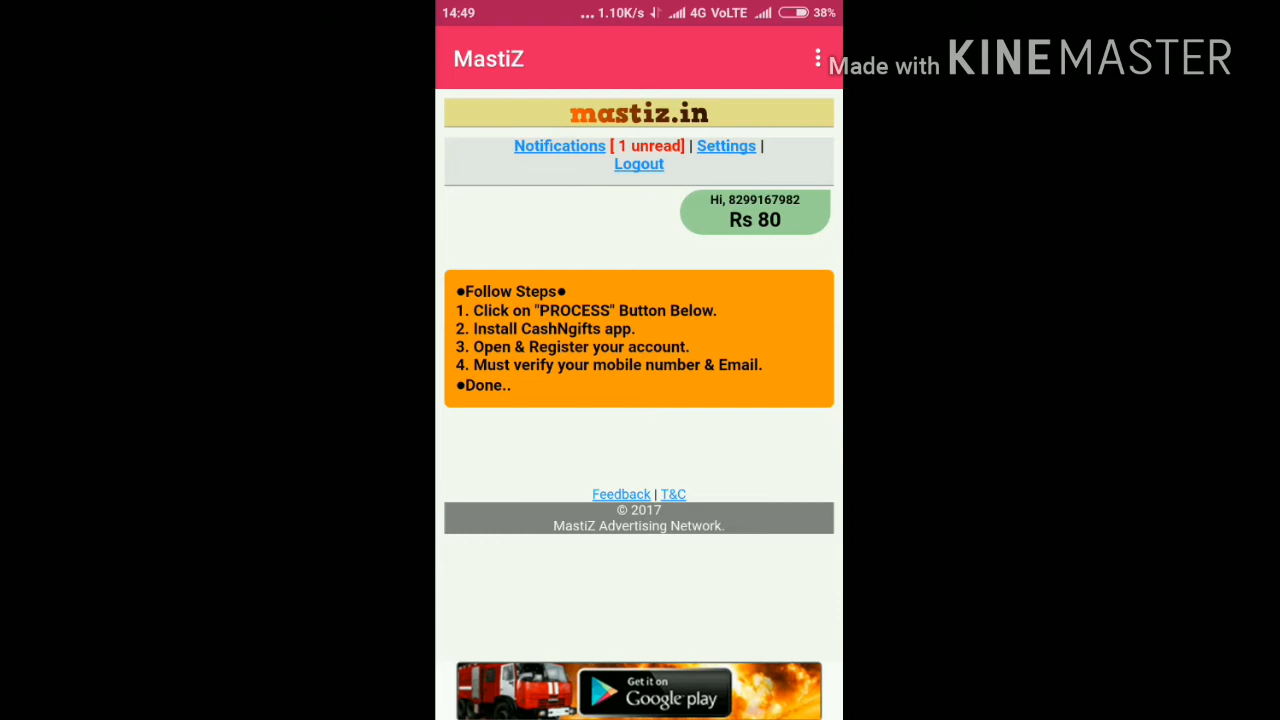 14:49
... 1.10K/s 4G VoLTE 38%
MastiZ
Made with KINEMASTER
mastiz.in
Notifications [ 1 unread] | Settings |
Logout
Hi, 8299167982
Rs 80
●Follow Steps●
1. Click on "PROCESS" Button Below.
2. Install CashNgifts app.
3. Open & Register your account.
4. Must verify your mobile number & Email.
●Done..
Feedback | T&C
© 2017
MastiZ Advertising Network.
Get it on
Google play